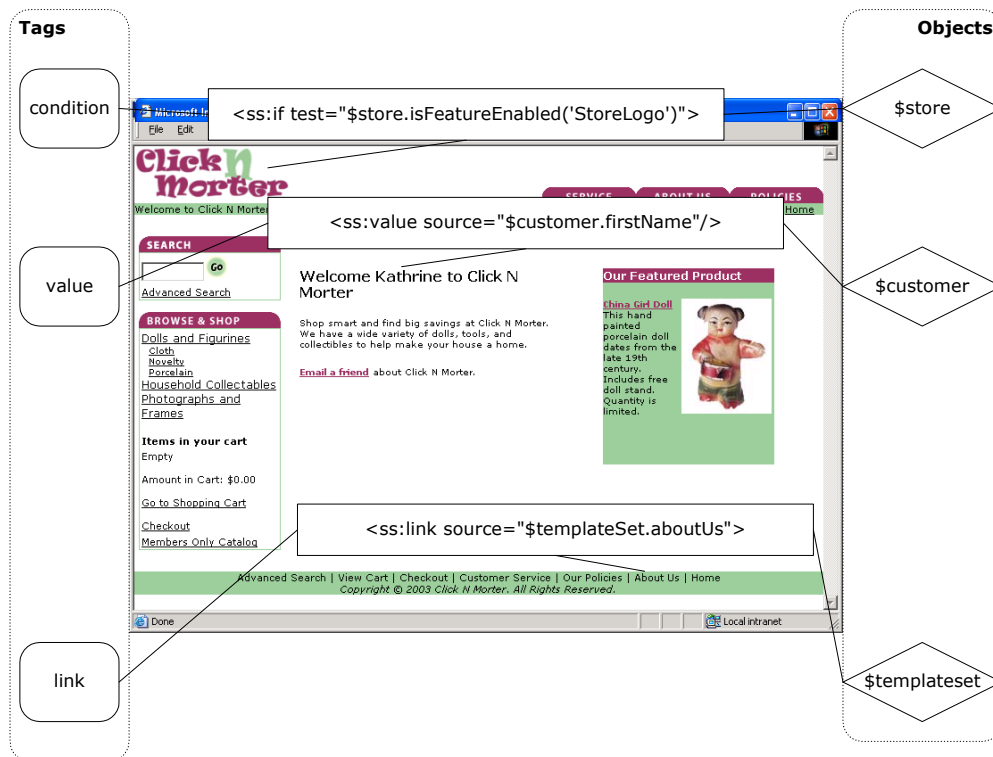 Tags
Objects
condition
<ss:if test="$store.isFeatureEnabled('StoreLogo')">
$store
Microsoft In
File Edit
Click N
Morter
SERVICE ABOUT US POLICIES
Welcome to Click N Morter
Home
<ss:value source="$customer.firstName"/>
value
$customer
SEARCH
Go
Advanced Search
Welcome Kathrine to Click N
Morter
Shop smart and find big savings at Click N Morter.
We have a wide variety of dolls, tools, and
collectibles to help make your house a home.
Email a friend about Click N Morter.
Our Featured Product
China Girl Doll
This hand
painted
porcelain doll
dates from the
late 19th
century.
Includes free
doll stand.
Quantity is
limited.
BROWSE & SHOP
Dolls and Figurines
Cloth
Novelty
Porcelain
Household Collectables
Photographs and
Frames
Items in your cart
Empty
Amount in Cart: $0.00
Go to Shopping Cart
Checkout
Members Only Catalog
<ss:link source="$templateSet.aboutUs">
Advanced Search | View Cart | Checkout | Customer Service | Our Policies | About Us | Home
Copyright © 2003 Click N Morter. All Rights Reserved.
Done
Local intranet
link
$templateset